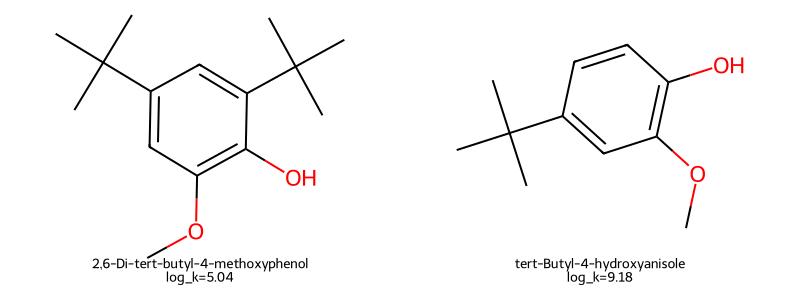 OH
O
2,6-Di-tert-butyl-4-methoxyphenol
log_k=5.04
OH
O
tert-Butyl-4-hydroxyanisole
log_k=9.18